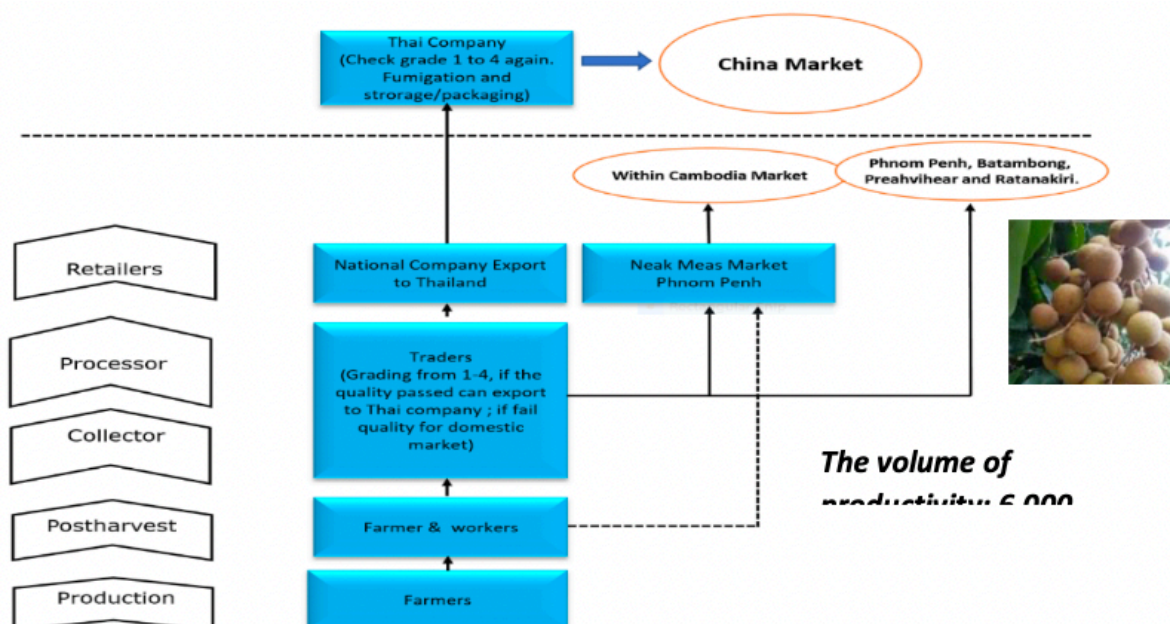 Thai Company
(Check grade 1 to 4 again.
Fumigation and
strorage/packaging)
China Market
Within Cambodia Market
Phnom Penh, Batambong,
Preahvihear and Ratanakiri.
Retailers
National Company Export
to Thailand
Neak Meas Market
Phnom Penh
Processor
Traders
(Grading from 1-4, if the
quality passed can export
to Thai company ; if fail
quality for domestic
market)
Collector
The volume of
productivity: 6,000
Postharvest
Farmer & workers
Production
Farmers